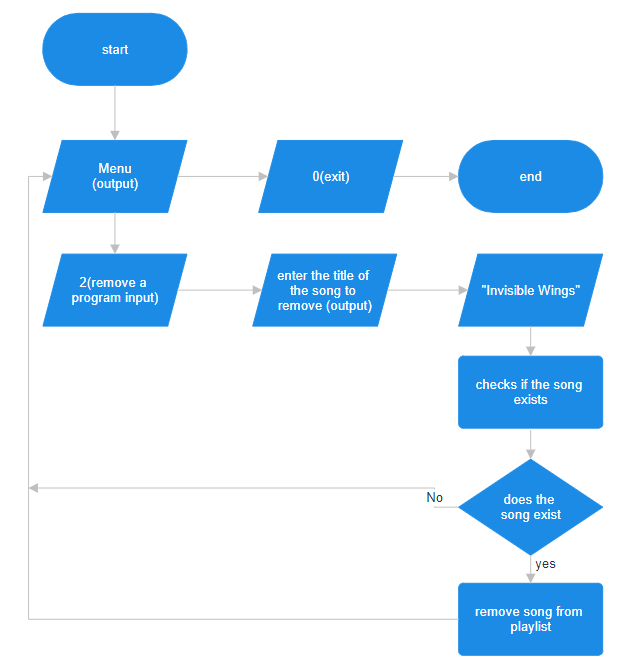 start
Menu
(output)
0(exit)
end
2(remove a
program input)
enter the title of
the song to
remove (output)
"Invisible Wings"
checks if the song
exists
does the
song exist
No
yes
remove song from
playlist